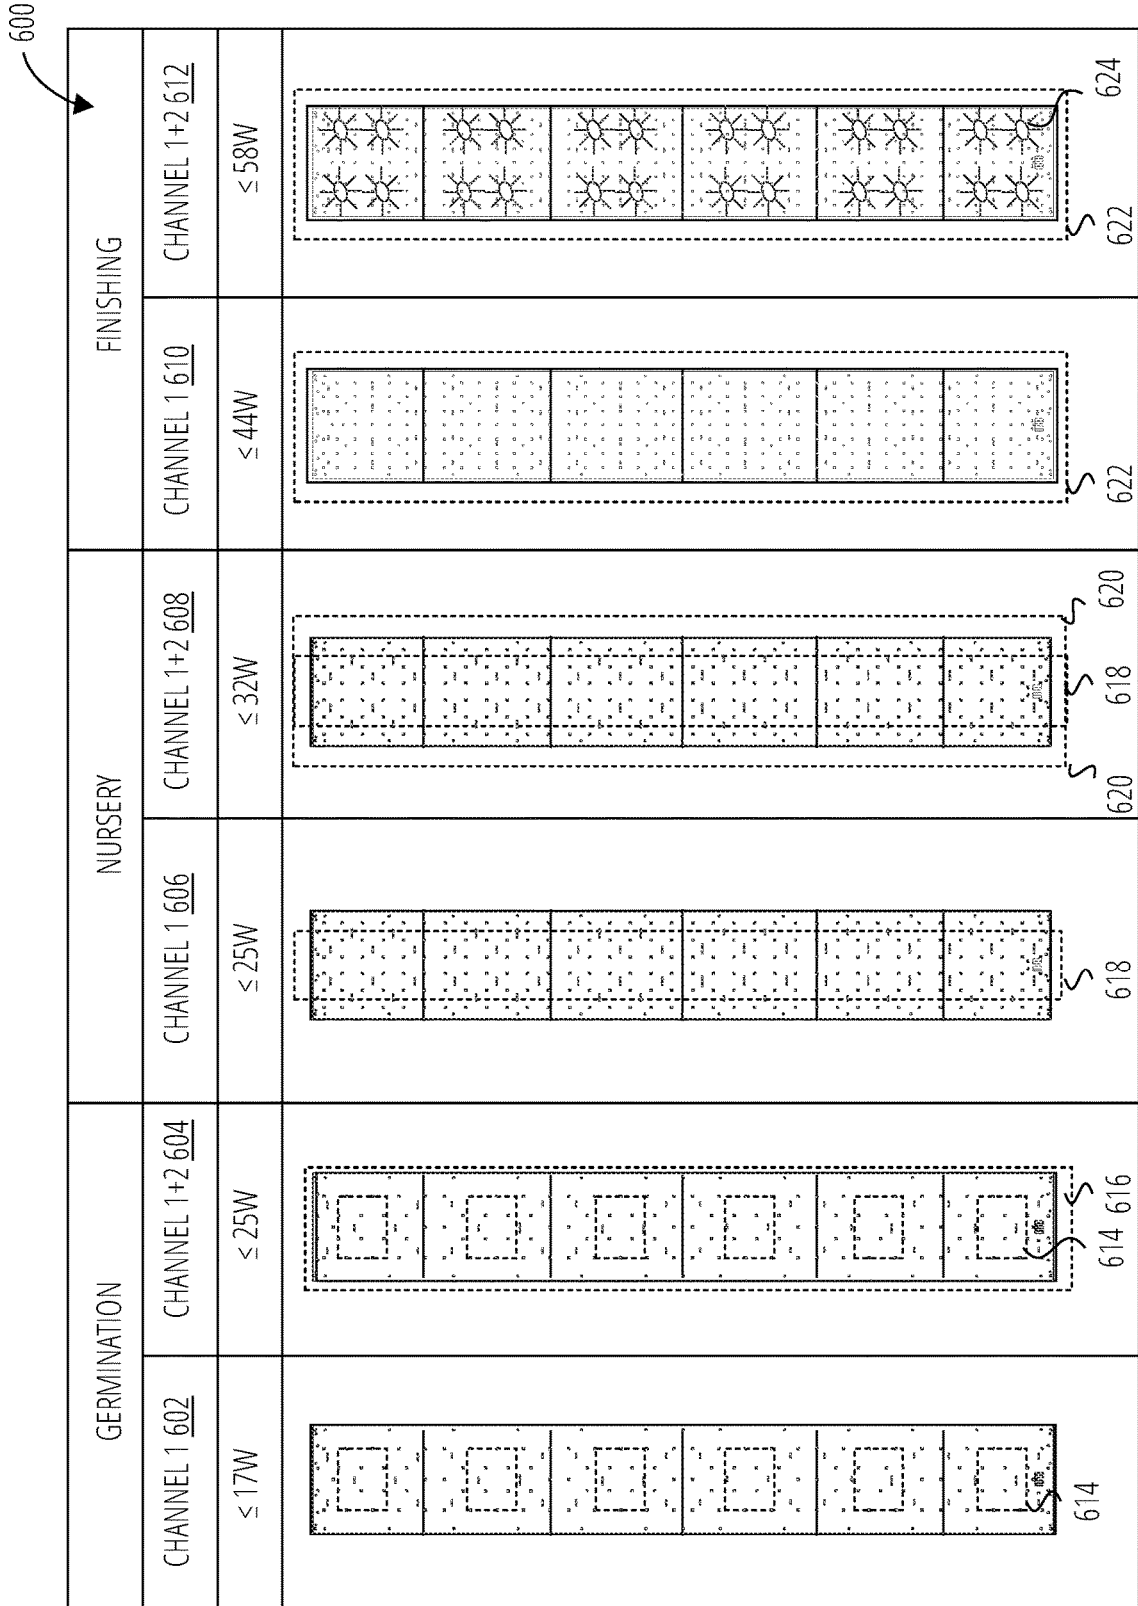 600
GERMINATION NURSERY FINISHING
CHANNEL 1 602 CHANNEL 1+2 604 CHANNEL 1 606 CHANNEL 1+2 608 CHANNEL 1 610 CHANNEL 1+2 612
≤ 17W ≤ 25W ≤ 25W ≤ 32W ≤ 44W ≤ 58W
614 614 616 618 620 618 620 622 622 624